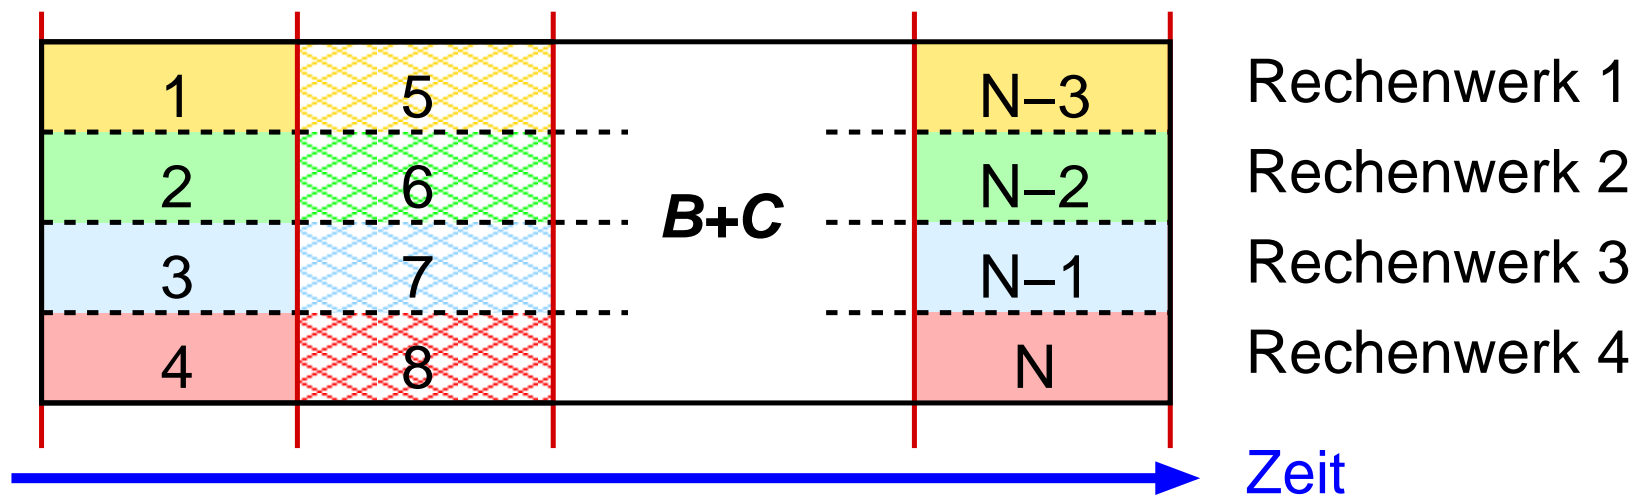 1 5 N–3 Rechenwerk 1
2 6 N–2 Rechenwerk 2
B+C
3 7 N–1 Rechenwerk 3
4 8 N Rechenwerk 4
Zeit